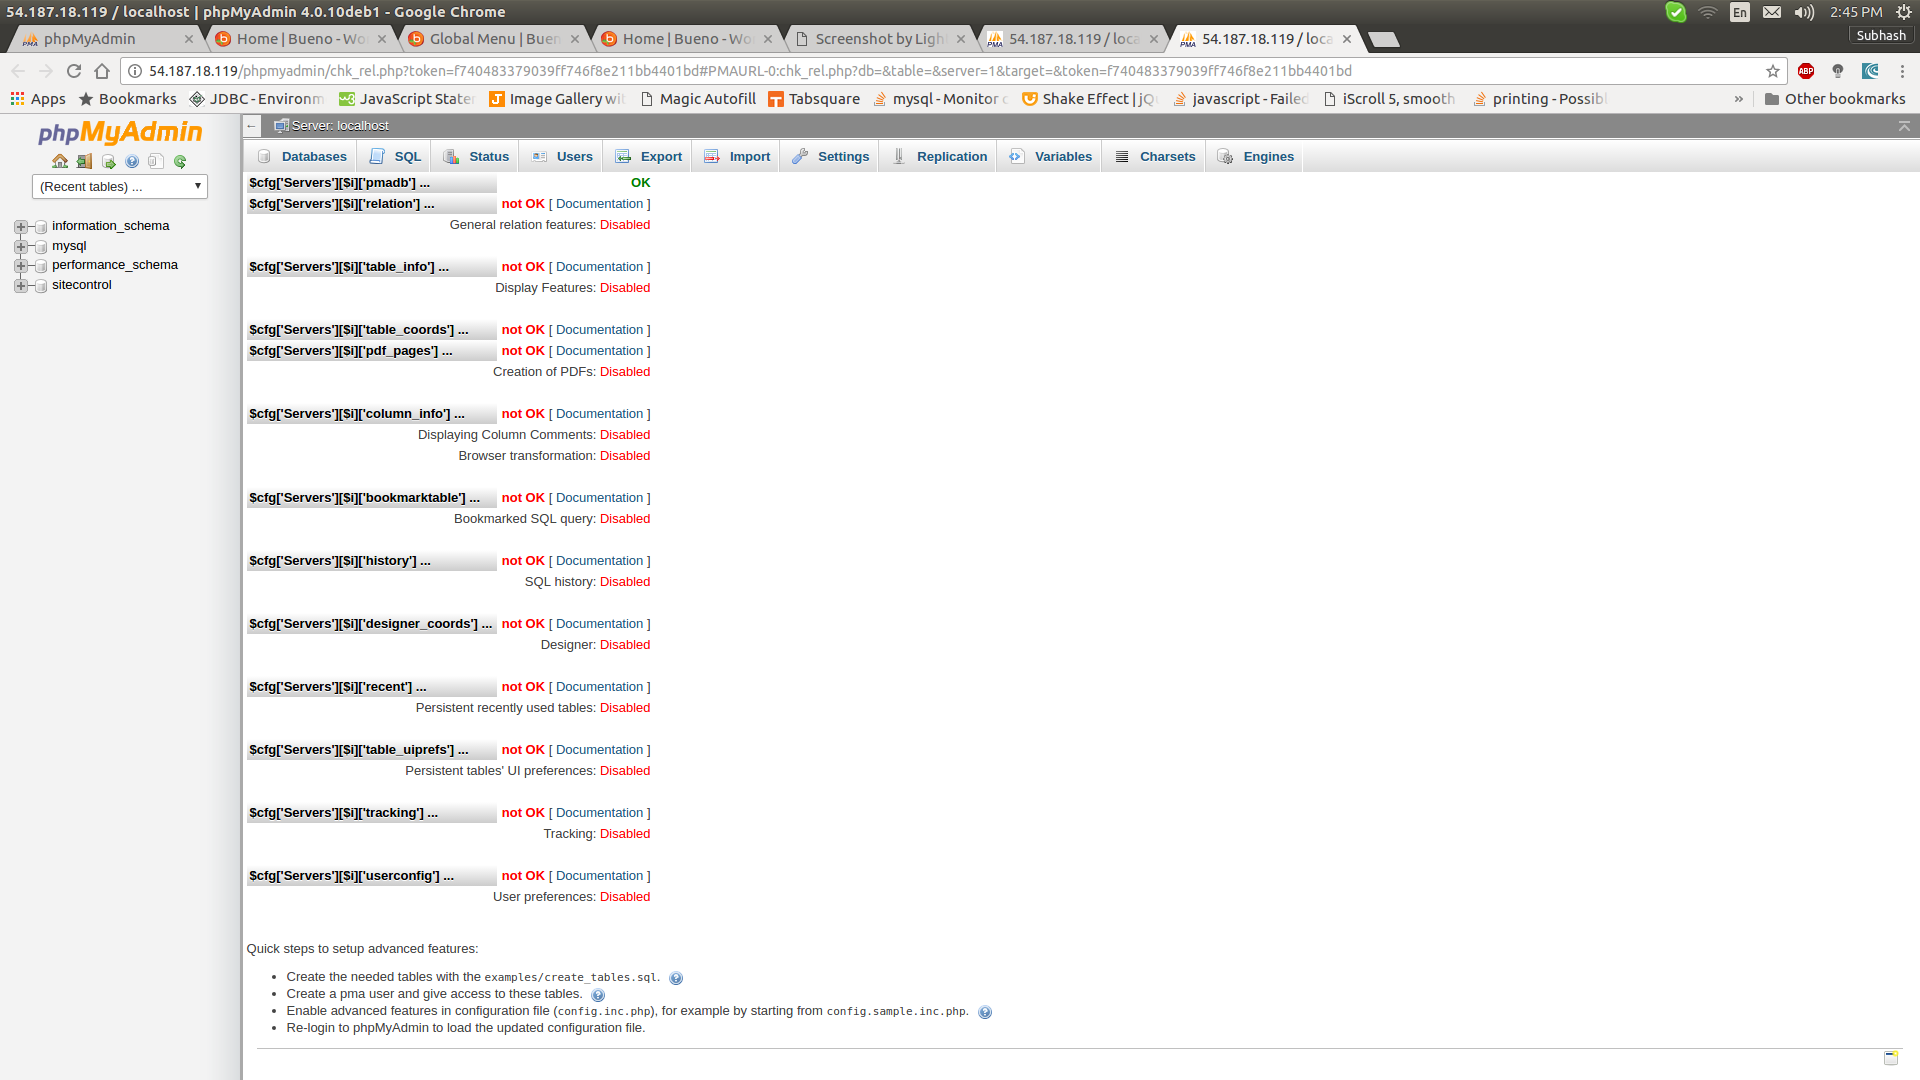 54.187.18.119 / localhost | phpMyAdmin 4.0.10deb1 - Google Chrome
En
2:45 PM
phpMyAdmin
Home | Bueno - Wo
Global Menu | Buen
Home | Bueno - Wo
Screenshot by Ligh
54.187.18.119 / loca
54.187.18.119 / loca
Subhash
54.187.18.119/phpmyadmin/chk_rel.php?token=f740483379039ff746f8e211bb4401bd#PMAURL-0:chk_rel.php?db=&table=&server=1&target=&token=f740483379039ff746f8e211bb4401bd
ABP
Apps
Bookmarks
JDBC - Environm
JavaScript Stater
Image Gallery wit
Magic Autofill
Tabsquare
mysql - Monitor c
Shake Effect | jQ
javascript - Failed
iScroll 5, smooth
printing - Possibl
»
Other bookmarks
phpMyAdmin
(Recent tables) ...
information_schema
mysql
performance_schema
sitecontrol
Server: localhost
Databases
SQL
Status
Users
Export
Import
Settings
Replication
Variables
Charsets
Engines
$cfg['Servers'][$i]['pmadb'] ... OK
$cfg['Servers'][$i]['relation'] ... not OK [ Documentation ]
General relation features: Disabled
$cfg['Servers'][$i]['table_info'] ... not OK [ Documentation ]
Display Features: Disabled
$cfg['Servers'][$i]['table_coords'] ... not OK [ Documentation ]
$cfg['Servers'][$i]['pdf_pages'] ... not OK [ Documentation ]
Creation of PDFs: Disabled
$cfg['Servers'][$i]['column_info'] ... not OK [ Documentation ]
Displaying Column Comments: Disabled
Browser transformation: Disabled
$cfg['Servers'][$i]['bookmarktable'] ... not OK [ Documentation ]
Bookmarked SQL query: Disabled
$cfg['Servers'][$i]['history'] ... not OK [ Documentation ]
SQL history: Disabled
$cfg['Servers'][$i]['designer_coords'] ... not OK [ Documentation ]
Designer: Disabled
$cfg['Servers'][$i]['recent'] ... not OK [ Documentation ]
Persistent recently used tables: Disabled
$cfg['Servers'][$i]['table_uiprefs'] ... not OK [ Documentation ]
Persistent tables' UI preferences: Disabled
$cfg['Servers'][$i]['tracking'] ... not OK [ Documentation ]
Tracking: Disabled
$cfg['Servers'][$i]['userconfig'] ... not OK [ Documentation ]
User preferences: Disabled
Quick steps to setup advanced features:
• Create the needed tables with the examples/create_tables.sql.
• Create a pma user and give access to these tables.
• Enable advanced features in configuration file (config.inc.php), for example by starting from config.sample.inc.php.
• Re-login to phpMyAdmin to load the updated configuration file.